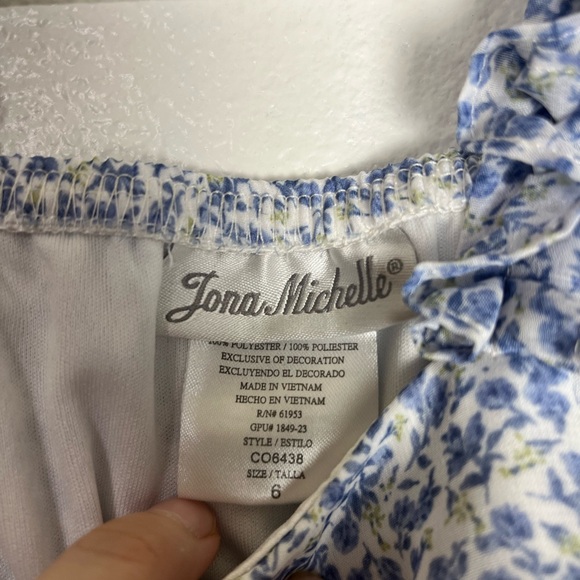 Jona Michelle®
100% POLYESTER / 100% POLIESTER
EXCLUSIVE OF DECORATION
EXCLUYENDO EL DECORADO
MADE IN VIETNAM
HECHO EN VIETNAM
R/N# 61953
GPU# 1849-23
STYLE / ESTILO
CO6438
SIZE / TALLA
6